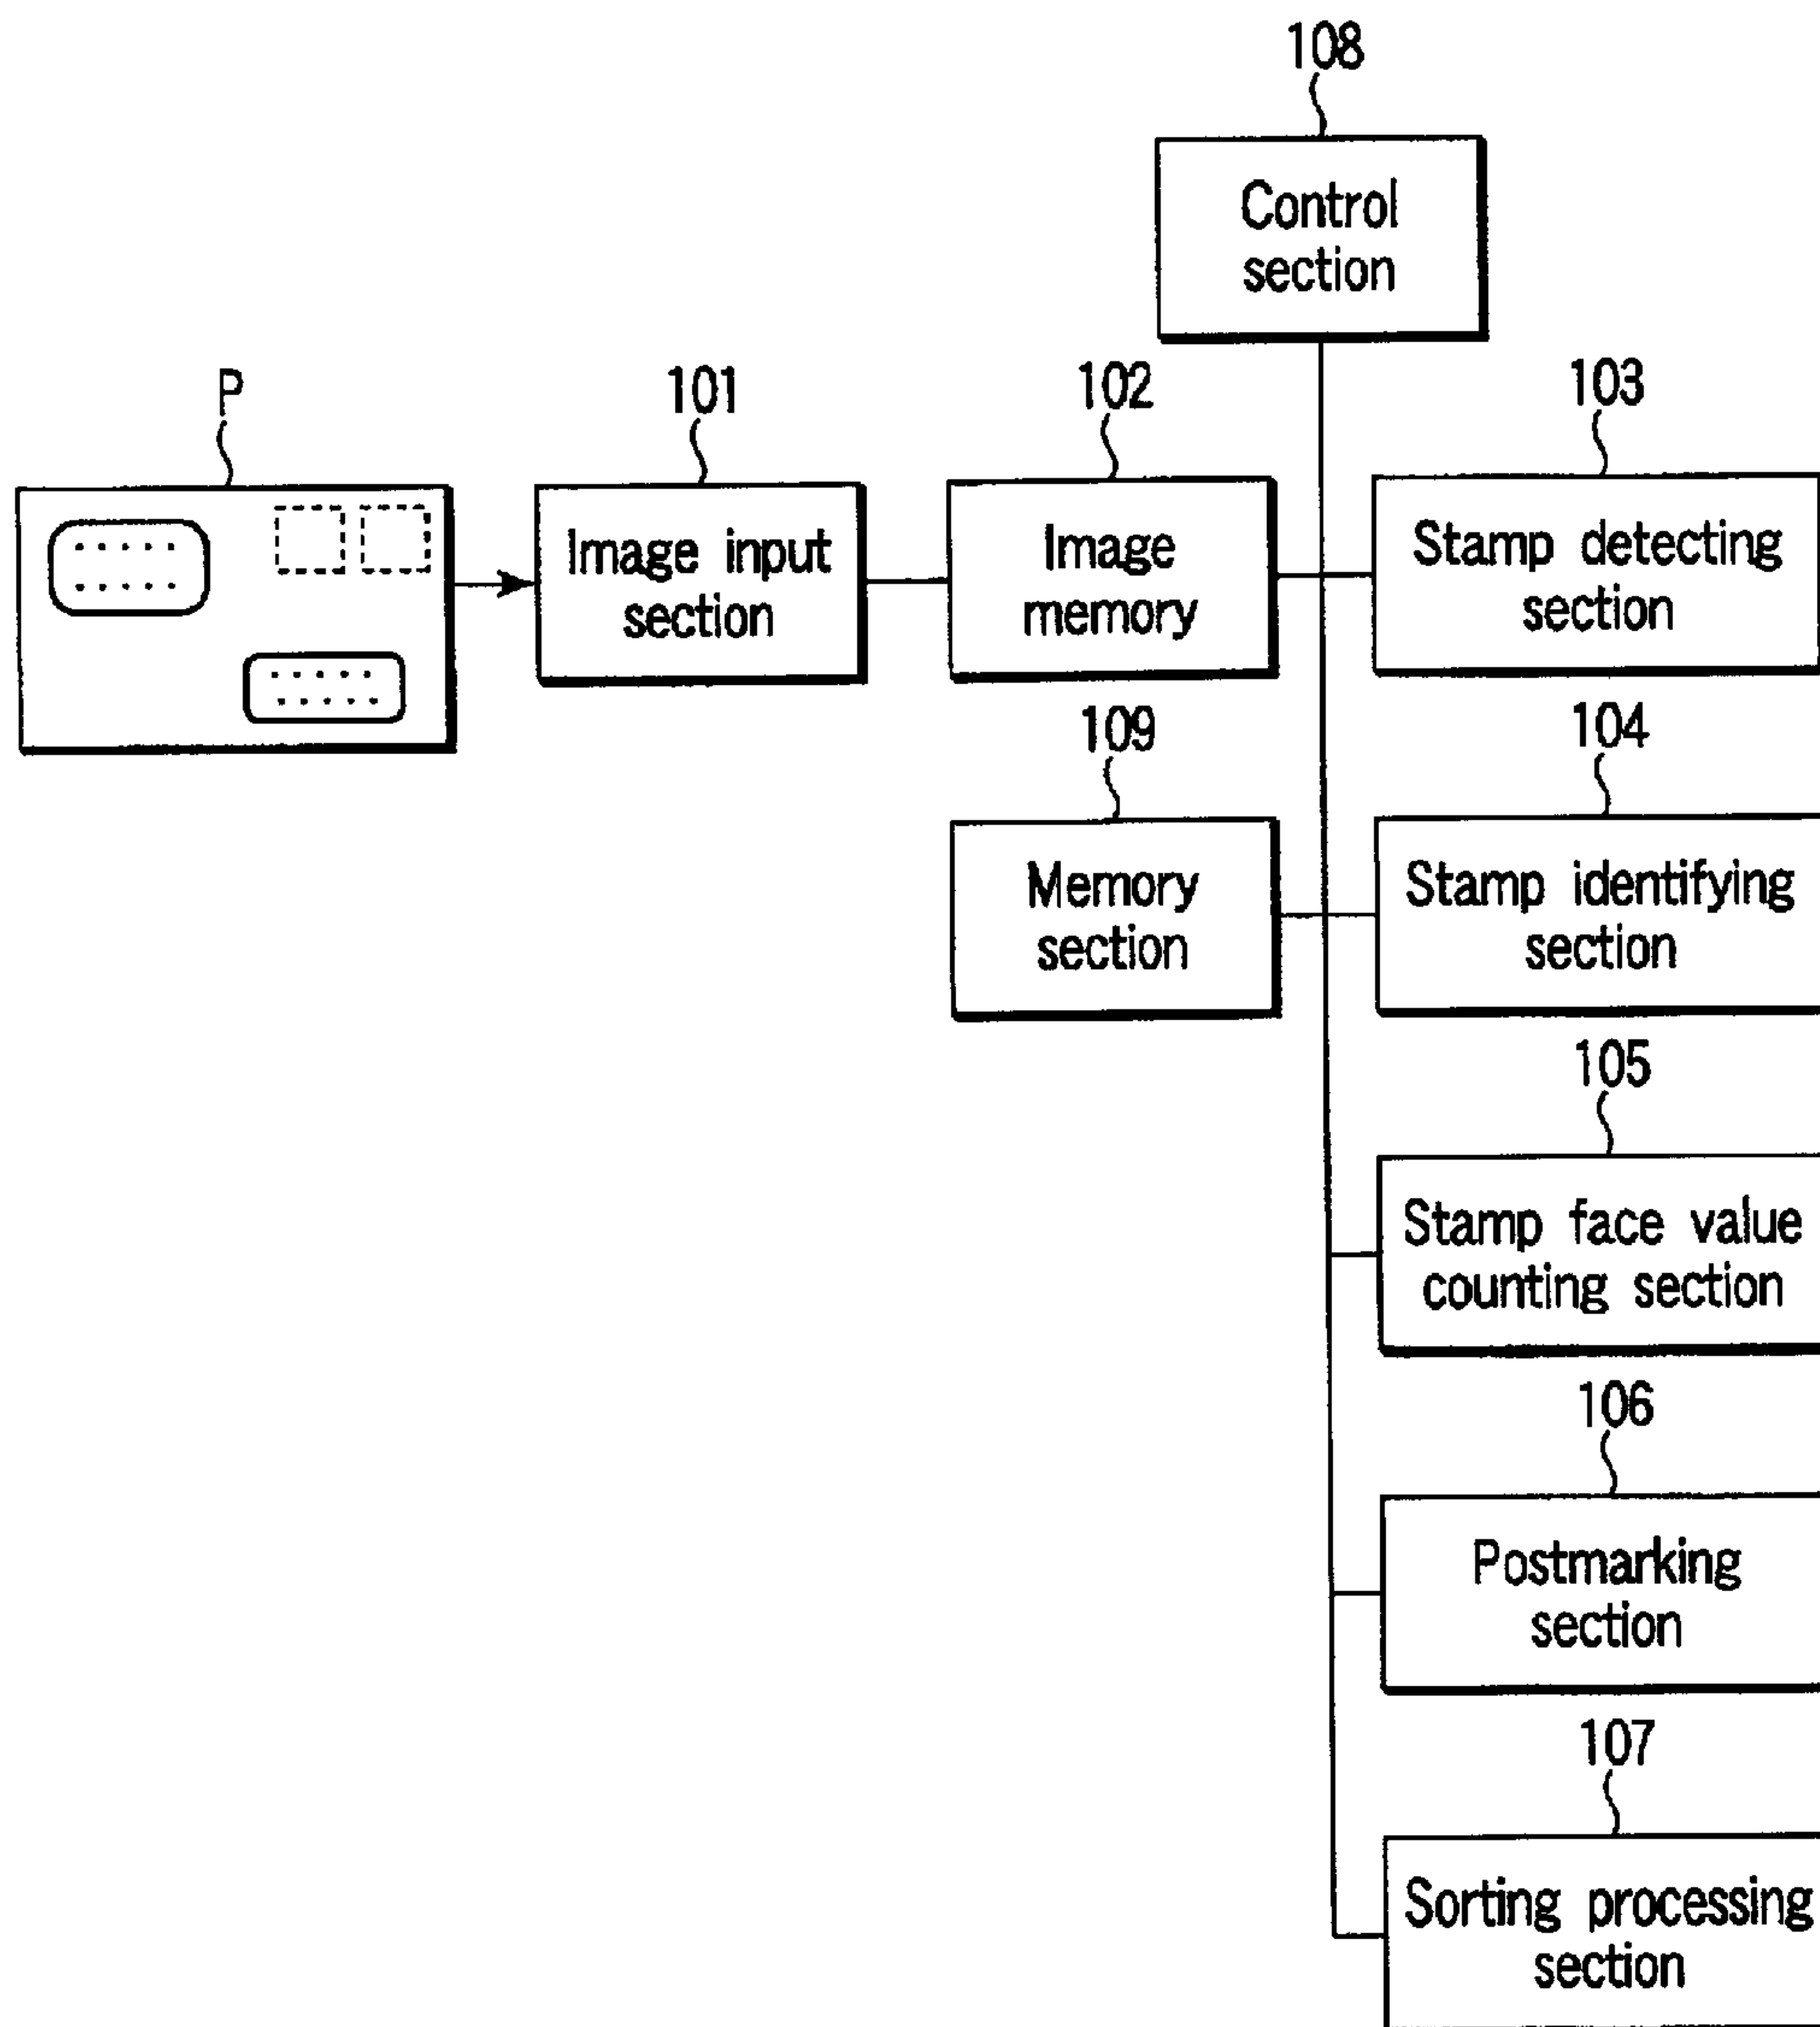 108
Control
section
P
101
102
103
Image input
section
Image
memory
Stamp detecting
section
109
104
Memory
section
Stamp identifying
section
105
Stamp face value
counting section
106
Postmarking
section
107
Sorting processing
section